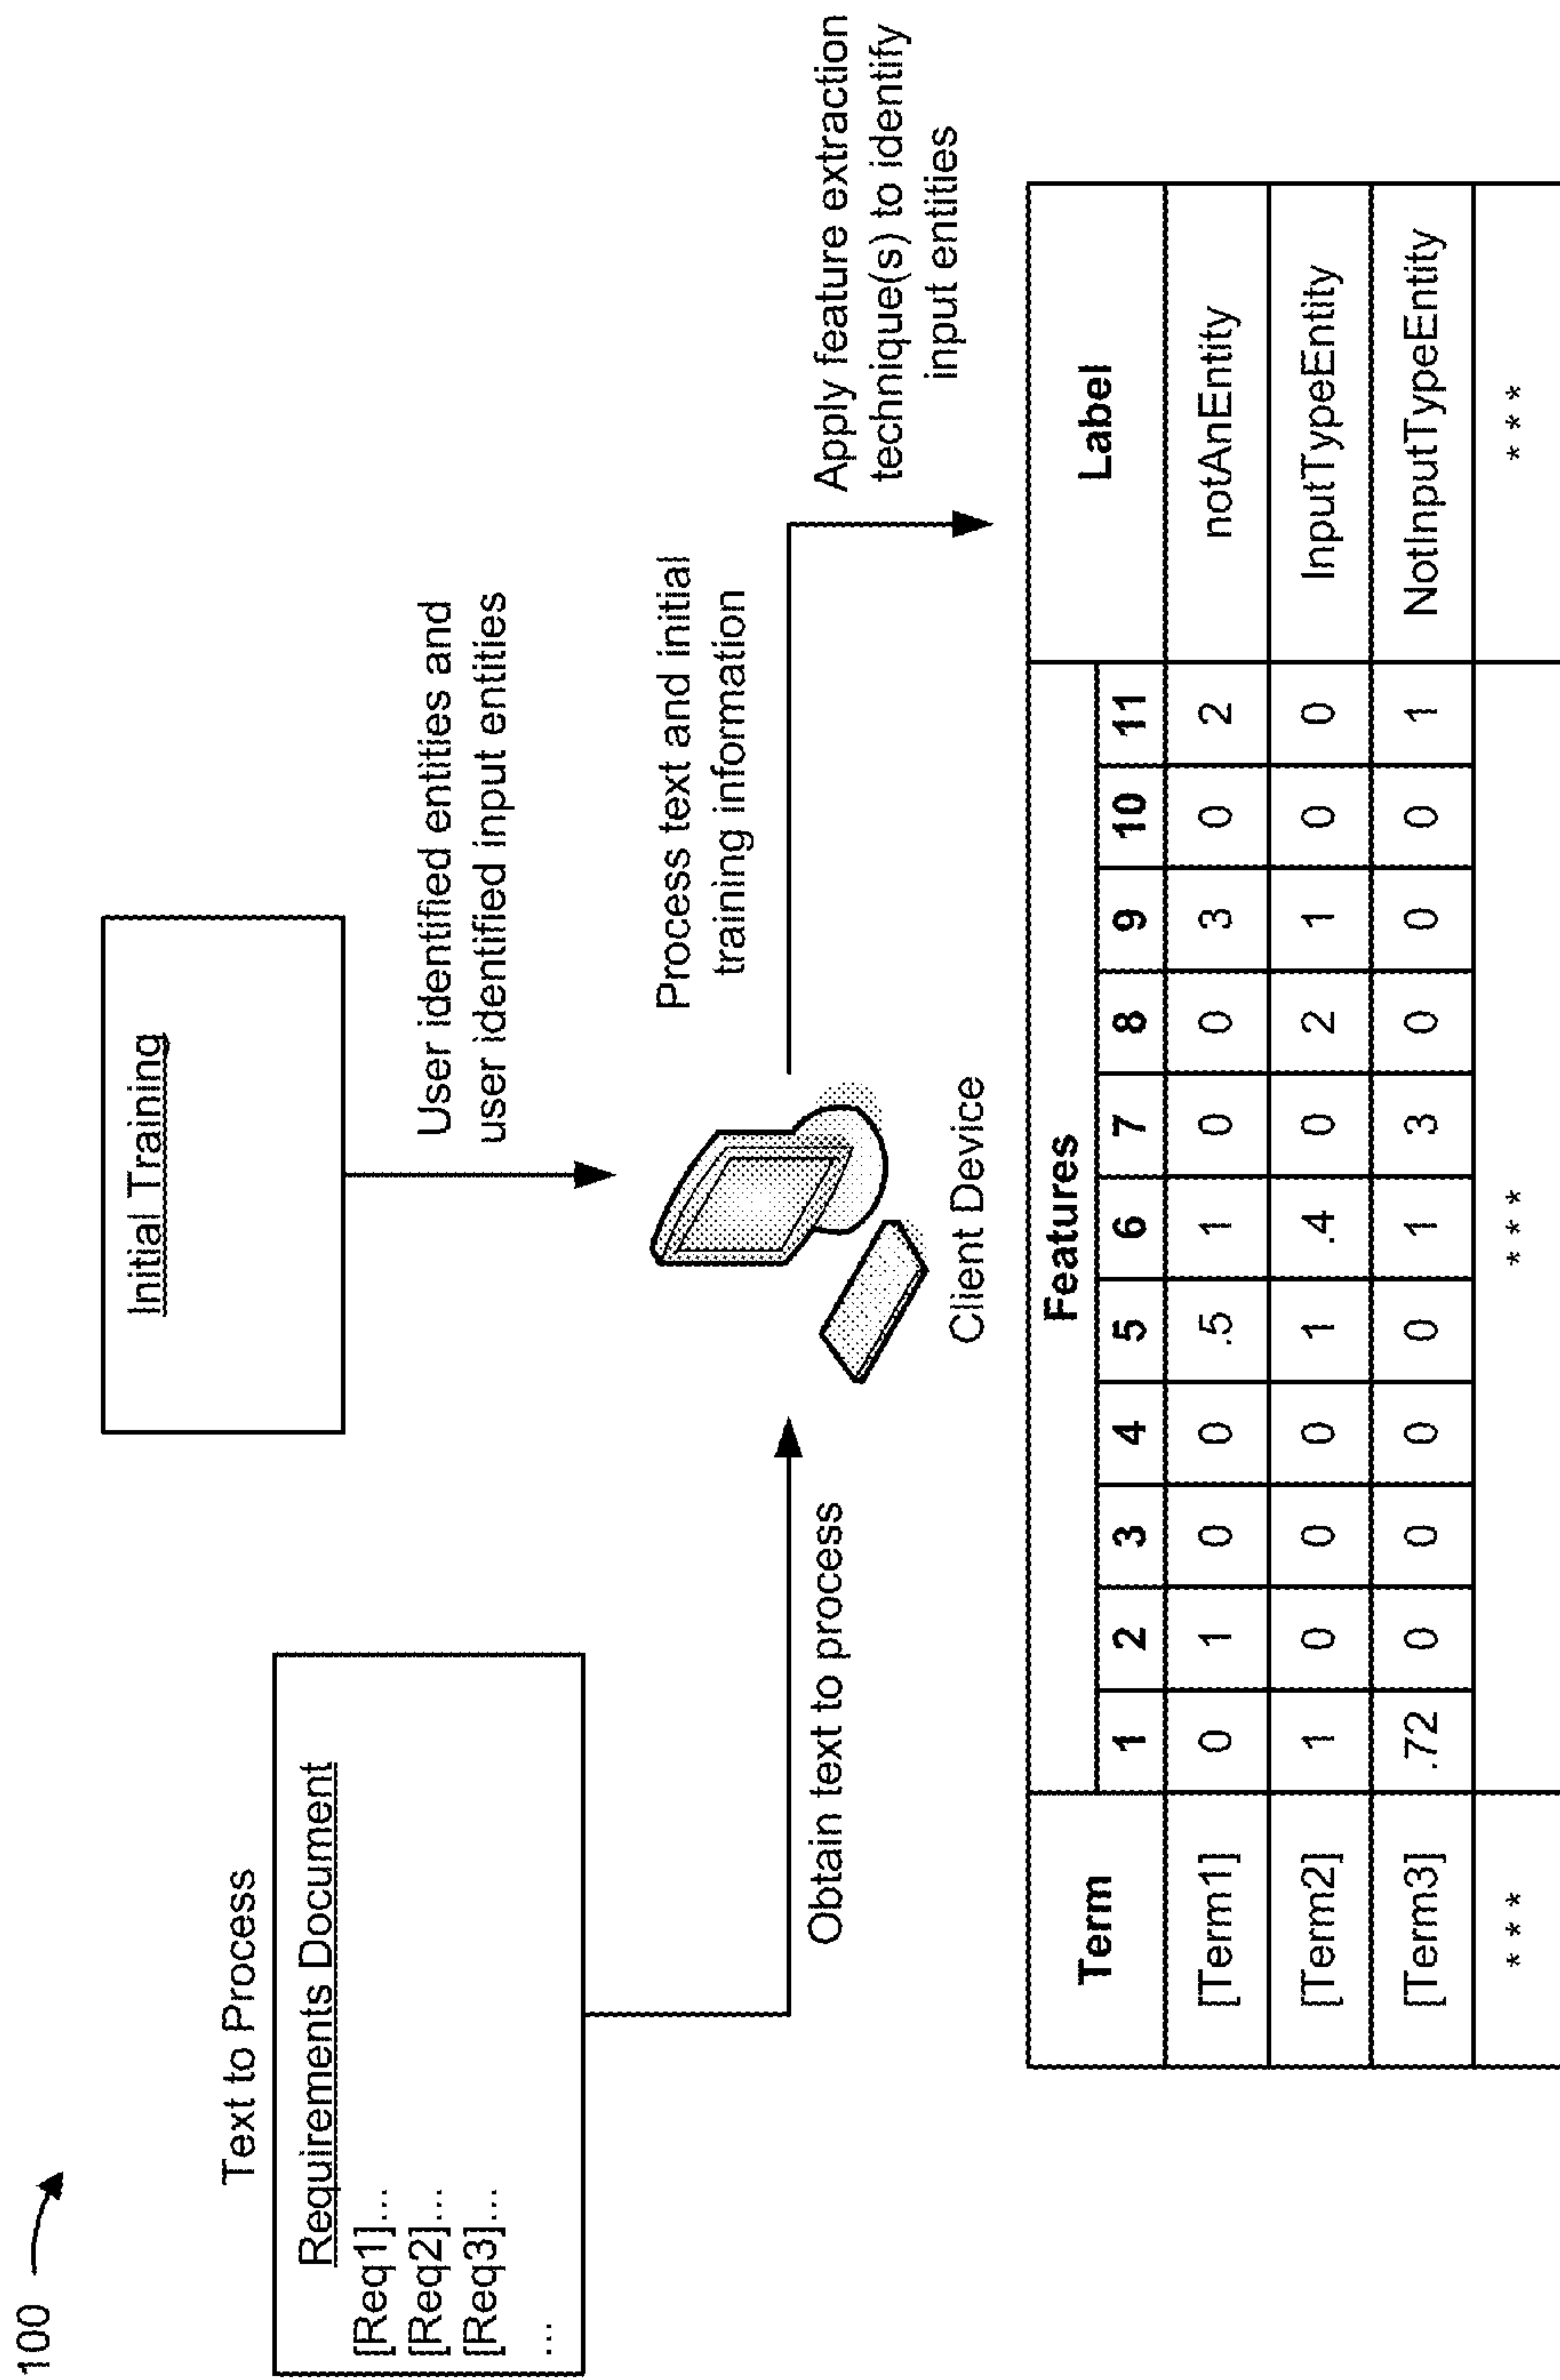 100
Text to Process
Requirements Document
[Req1]...
[Req2]...
[Req3]...
...
Initial Training
User identified entities and
user identified input entities
Obtain text to process
Client Device
Process text and initial
training information
Apply feature extraction
technique(s) to identify
input entities
Term Features Label
1 2 3 4 5 6 7 8 9 10 11
[Term1] 0 1 0 0 .5 1 0 0 3 0 2 notAnEntity
[Term2] 1 0 0 0 1 .4 0 2 1 0 0 InputTypeEntity
[Term3] .72 0 0 0 0 1 3 0 0 0 1 NotInputTypeEntity
*** *** ***